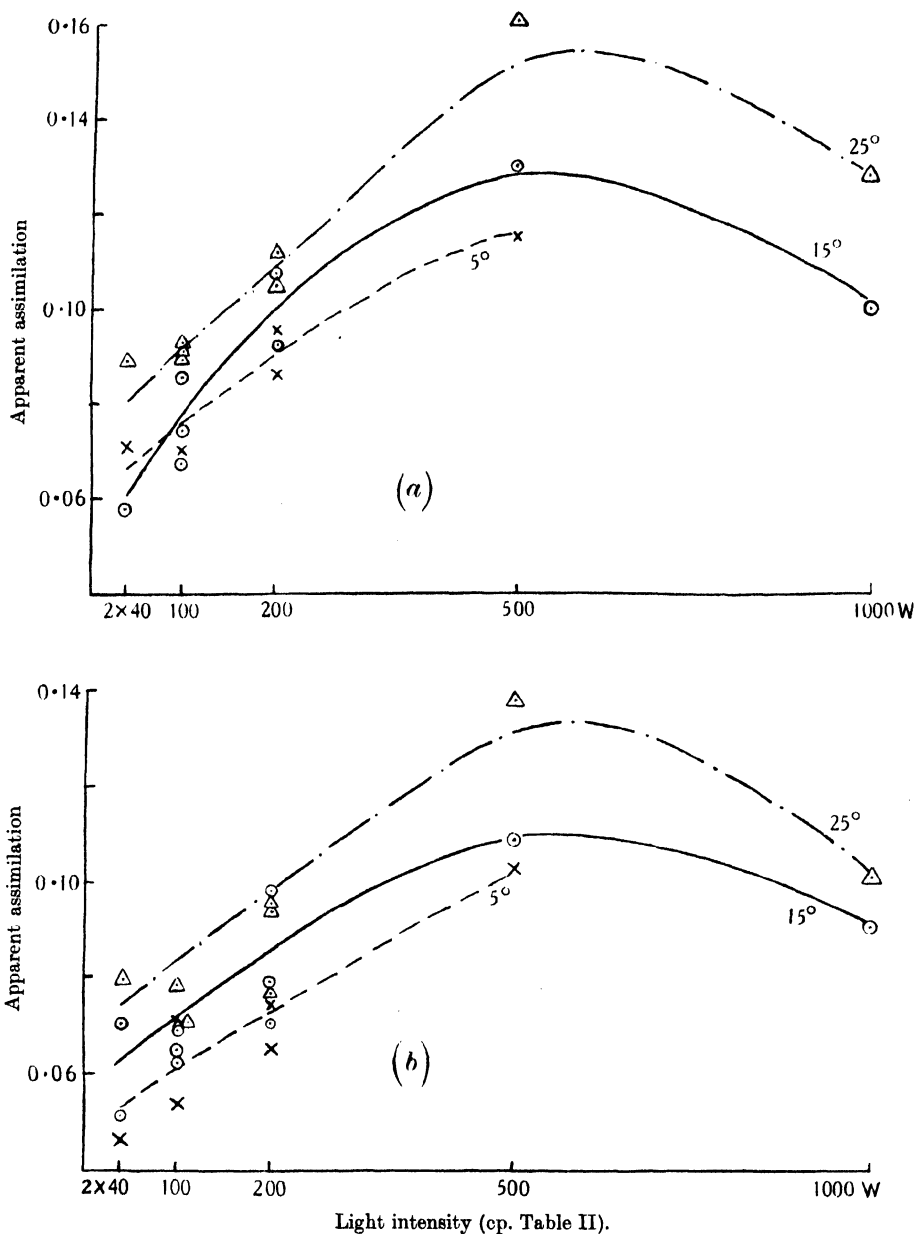 0·16
0·14
0·10
0·06
Apparent assimilation
25°
15°
5°
(a)
2×40 100 200 500 1000 W
0·14
0·10
0·06
Apparent assimilation
25°
15°
5°
(b)
2×40 100 200 500 1000 W
Light intensity (cp. Table II).